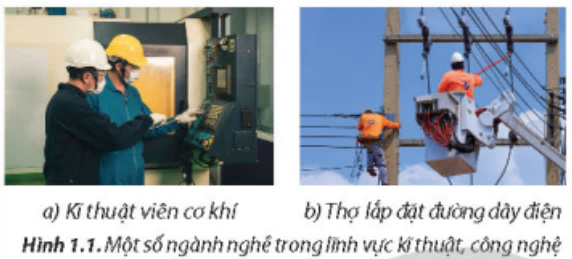 a) Kĩ thuật viên cơ khí
b) Thợ lắp đặt đường dây điện
Hình 1.1. Một số ngành nghề trong lĩnh vực kĩ thuật, công nghệ